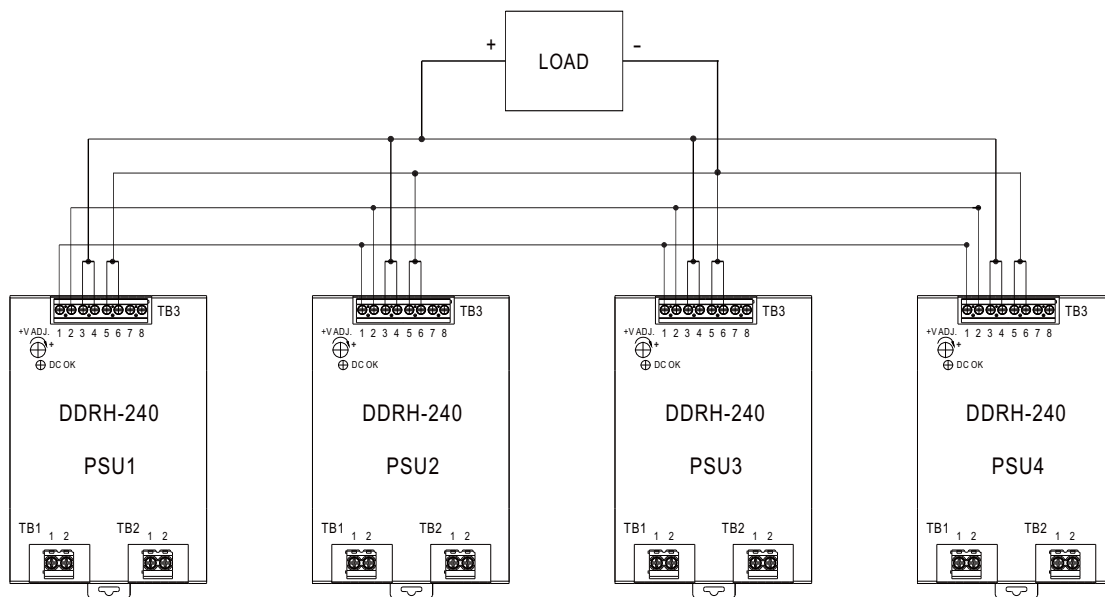 + LOAD -
TB3 TB3 TB3 TB3
1 2 3 4 5 6 7 8 1 2 3 4 5 6 7 8 1 2 3 4 5 6 7 8 1 2 3 4 5 6 7 8
+V ADJ. +V ADJ. +V ADJ. +V ADJ.
+ + + +
DC OK DC OK DC OK DC OK
DDRH-240 DDRH-240 DDRH-240 DDRH-240
PSU1 PSU2 PSU3 PSU4
TB1 1 2 TB2 1 2 TB1 1 2 TB2 1 2 TB1 1 2 TB2 1 2 TB1 1 2 TB2 1 2